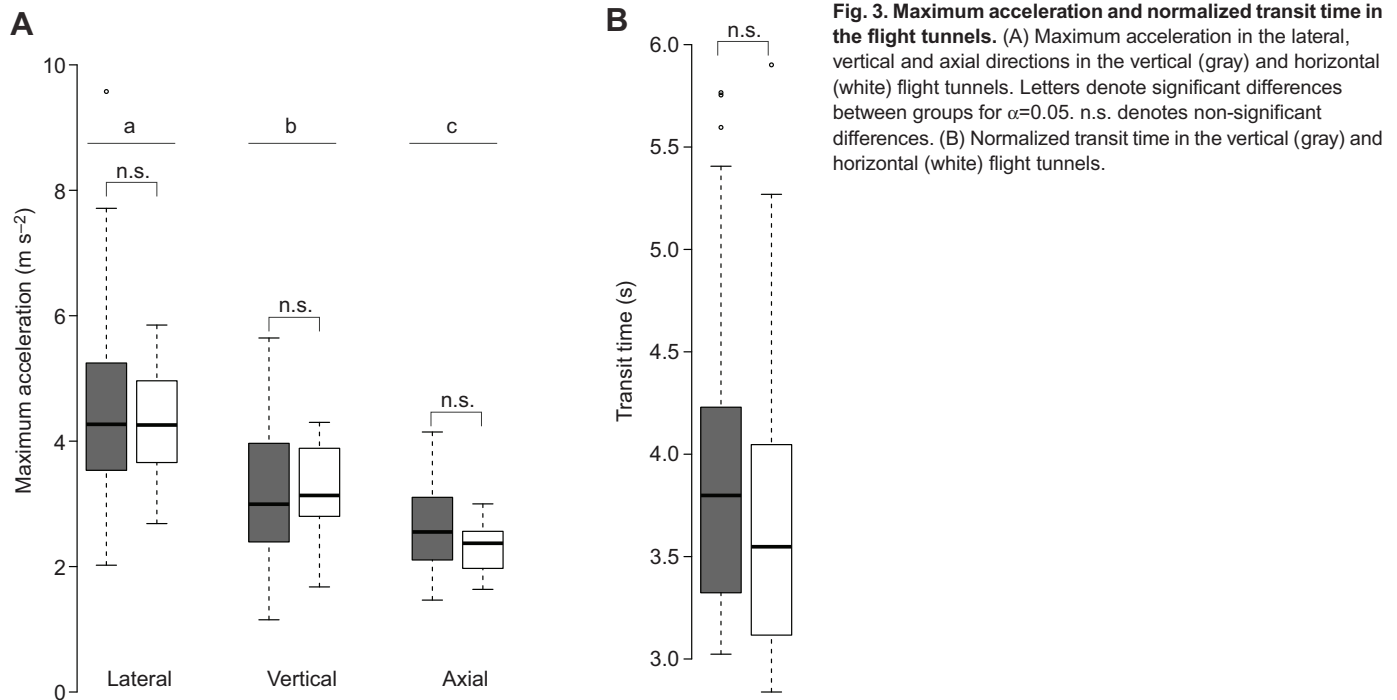 A
10
8
6
4
2
0
Maximum acceleration (m s–2)
a
b
c
n.s.
n.s.
n.s.
Lateral
Vertical
Axial
B
6.0
5.5
5.0
4.5
4.0
3.5
3.0
Transit time (s)
n.s.
Fig. 3. Maximum acceleration and normalized transit time in
the flight tunnels. (A) Maximum acceleration in the lateral,
vertical and axial directions in the vertical (gray) and horizontal
(white) flight tunnels. Letters denote significant differences
between groups for α=0.05. n.s. denotes non-significant
differences. (B) Normalized transit time in the vertical (gray) and
horizontal (white) flight tunnels.